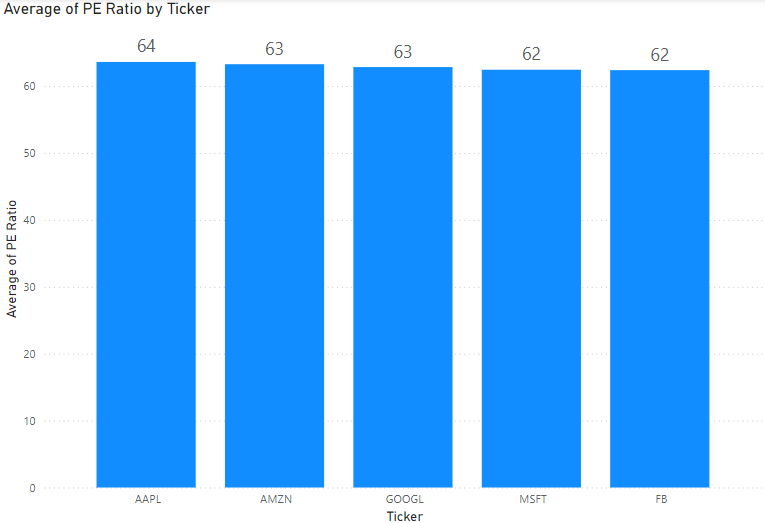 Average of PE Ratio by Ticker
64 63 63 62 62
60
50
40
30
20
10
0
Average of PE Ratio
AAPL AMZN GOOGL MSFT FB
Ticker